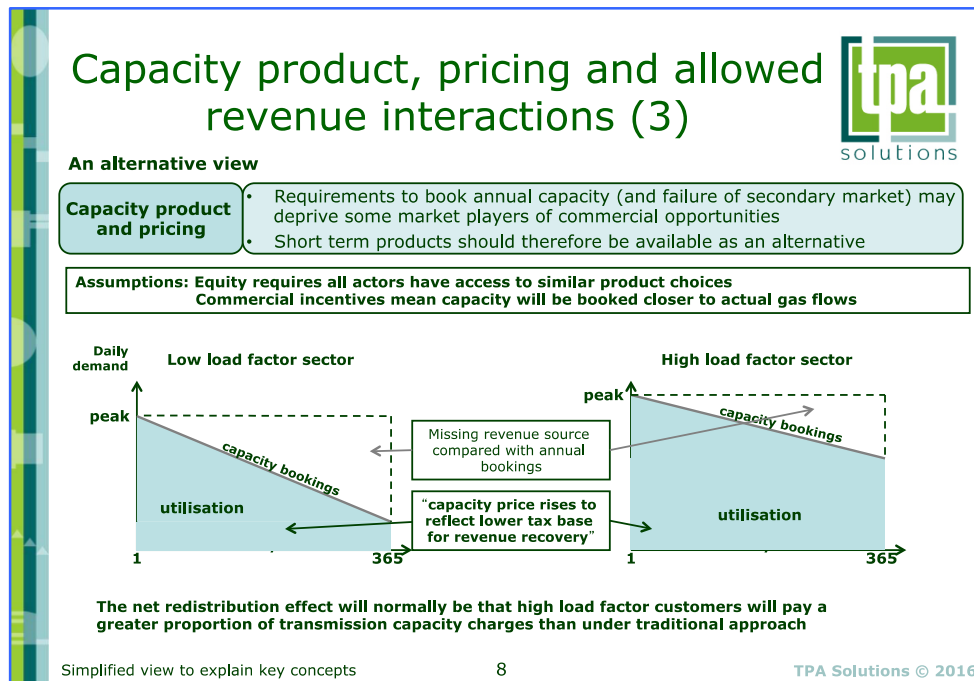 Capacity product, pricing and allowed
revenue interactions (3)
tpa
solutions
An alternative view
Capacity product
and pricing
• Requirements to book annual capacity (and failure of secondary market) may
deprive some market players of commercial opportunities
• Short term products should therefore be available as an alternative
Assumptions: Equity requires all actors have access to similar product choices
Commercial incentives mean capacity will be booked closer to actual gas flows
Daily
demand
Low load factor sector
peak
capacity bookings
utilisation
1
365
Missing revenue source
compared with annual
bookings
"capacity price rises to
reflect lower tax base
for revenue recovery"
High load factor sector
peak
capacity bookings
utilisation
1
365
The net redistribution effect will normally be that high load factor customers will pay a
greater proportion of transmission capacity charges than under traditional approach
Simplified view to explain key concepts
8
TPA Solutions © 2016